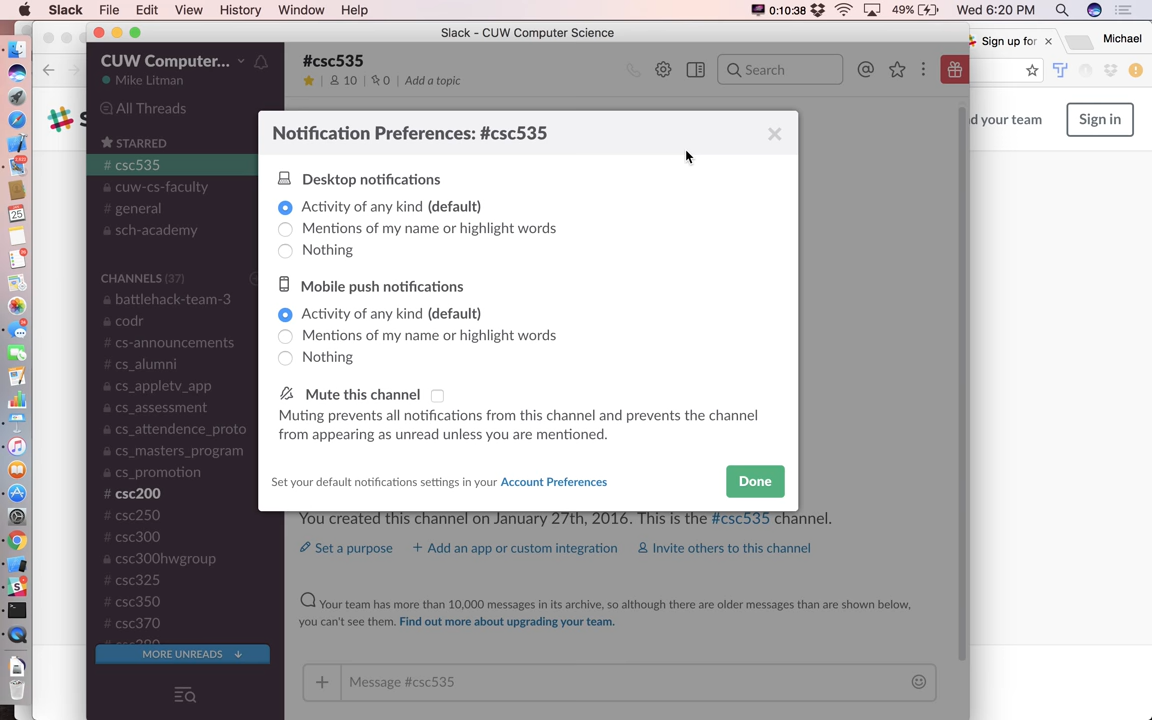 Slack File Edit View History Window Help
0:10:38 49% Wed 6:20 PM
Slack - CUW Computer Science
Sign up for
Michael
CUW Computer...
Mike Litman
All Threads
STARRED
# csc535
cuw-cs-faculty
# general
sch-academy
CHANNELS (37)
battlehack-team-3
codr
# cs-announcements
# cs_alumni
cs_appletv_app
cs_assessment
cs_attendence_proto
cs_masters_program
cs_promotion
# csc200
# csc250
# csc300
csc300hwgroup
# csc325
# csc350
# csc370
MORE UNREADS
#csc535
10 | 0 | Add a topic
Search
d your team
Sign in
Notification Preferences: #csc535
Desktop notifications
Activity of any kind (default)
Mentions of my name or highlight words
Nothing
Mobile push notifications
Activity of any kind (default)
Mentions of my name or highlight words
Nothing
Mute this channel
Muting prevents all notifications from this channel and prevents the channel
from appearing as unread unless you are mentioned.
Set your default notifications settings in your Account Preferences
Done
You created this channel on January 27th, 2016. This is the #csc535 channel.
Set a purpose + Add an app or custom integration Invite others to this channel
Your team has more than 10,000 messages in its archive, so although there are older messages than are shown below,
you can't see them. Find out more about upgrading your team.
+ Message #csc535